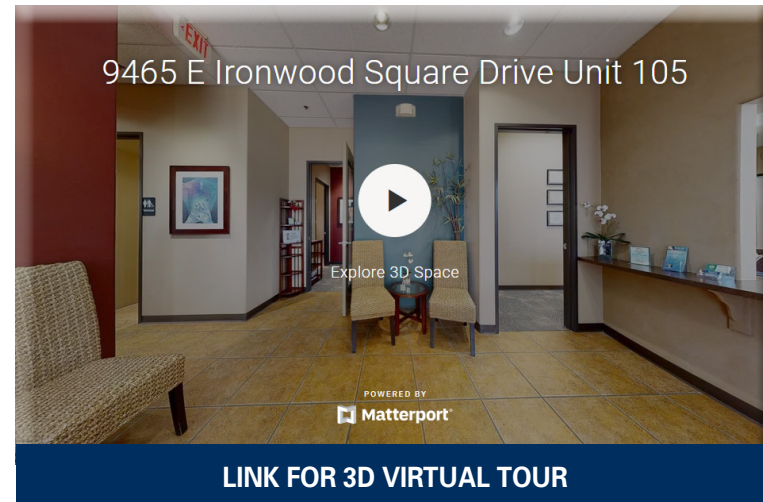 EXIT
9465 E Ironwood Square Drive Unit 105
Explore 3D Space
POWERED BY
Matterport
LINK FOR 3D VIRTUAL TOUR